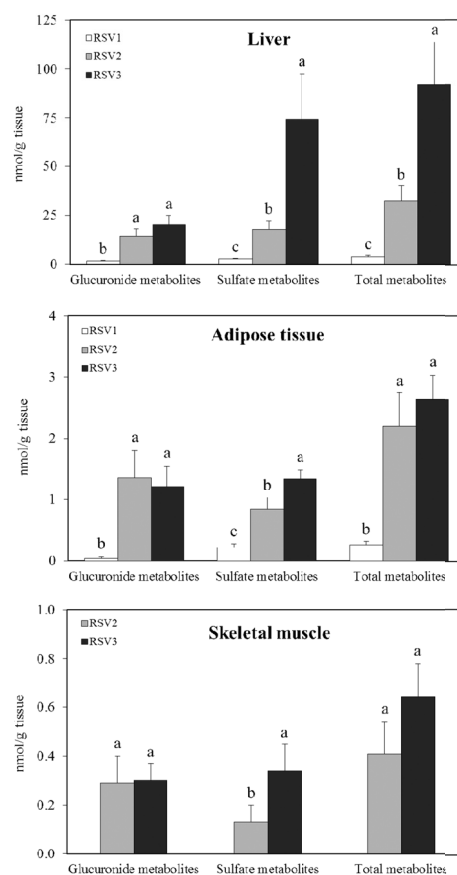 Liver
RSV1
RSV2
RSV3
nmol/g tissue
125
100
75
50
25
0
b a a
c b a
c b a
Glucuronide metabolites Sulfate metabolites Total metabolites
Adipose tissue
RSV1
RSV2
RSV3
nmol/g tissue
4
3
2
1
0
b a a
c b a
b a a
Glucuronide metabolites Sulfate metabolites Total metabolites
Skeletal muscle
RSV2
RSV3
nmol/g tissue
1.0
0.8
0.6
0.4
0.2
0.0
a a
b a
a a
Glucuronide metabolites Sulfate metabolites Total metabolites